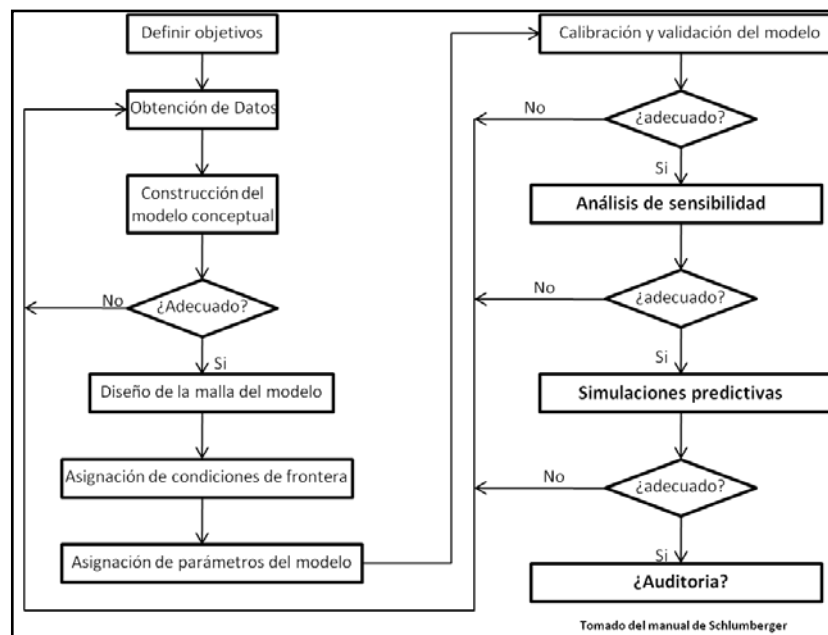 Definir objetivos
Obtención de Datos
Construcción del
modelo conceptual
¿Adecuado?
No
Si
Diseño de la malla del modelo
Asignación de condiciones de frontera
Asignación de parámetros del modelo
Calibración y validación del modelo
¿adecuado?
No
Si
Análisis de sensibilidad
¿adecuado?
No
Si
Simulaciones predictivas
¿adecuado?
No
Si
¿Auditoria?
Tomado del manual de Schlumberger